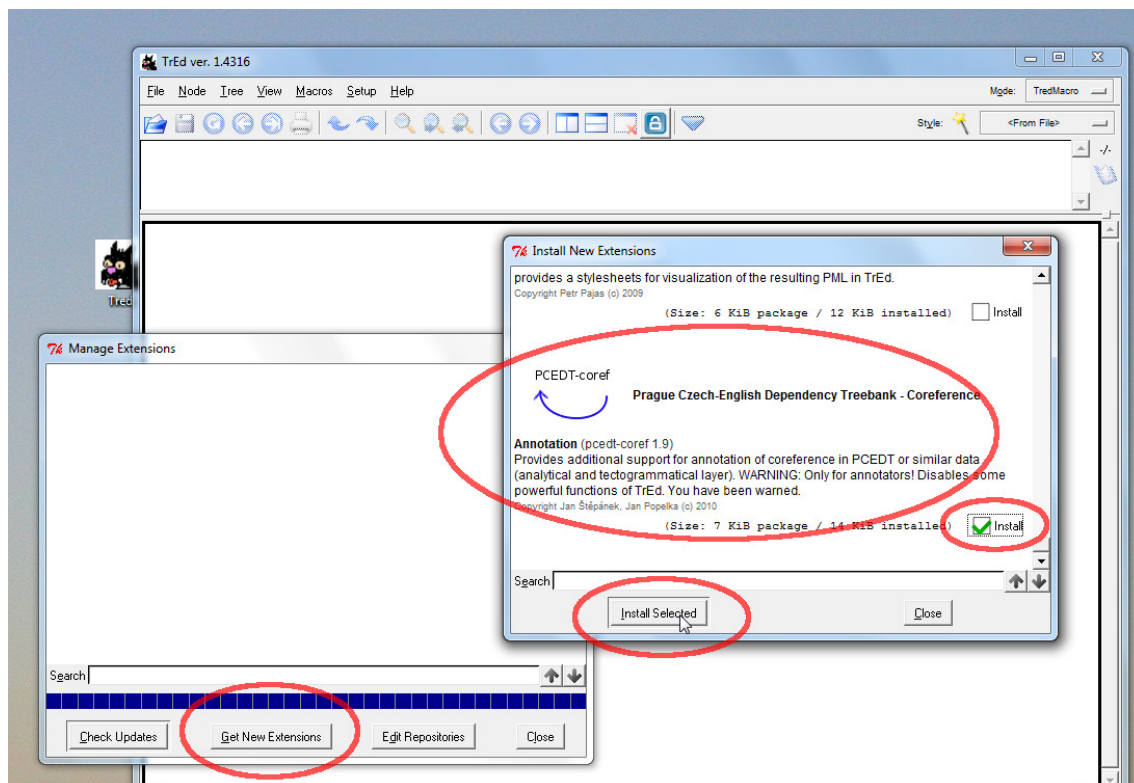 TrEd ver. 1.4316
File Node Tree View Macros Setup Help
Mode: TredMacro
Style: <From File>
-/-
Tred
Install New Extensions
provides a stylesheets for visualization of the resulting PML in TrEd.
Copyright Petr Pajas (c) 2009
(Size: 6 KiB package / 12 KiB installed) Install
PCEDT-coref
Prague Czech-English Dependency Treebank - Coreference
Annotation (pcedt-coref 1.9)
Provides additional support for annotation of coreference in PCEDT or similar data
(analytical and tectogrammatical layer). WARNING: Only for annotators! Disables some
powerful functions of TrEd. You have been warned.
Copyright Jan Štěpánek, Jan Popelka (c) 2010
(Size: 7 KiB package / 14 KiB installed) Install
Search
Install Selected Close
Manage Extensions
Search
Check Updates Get New Extensions Edit Repositories Close